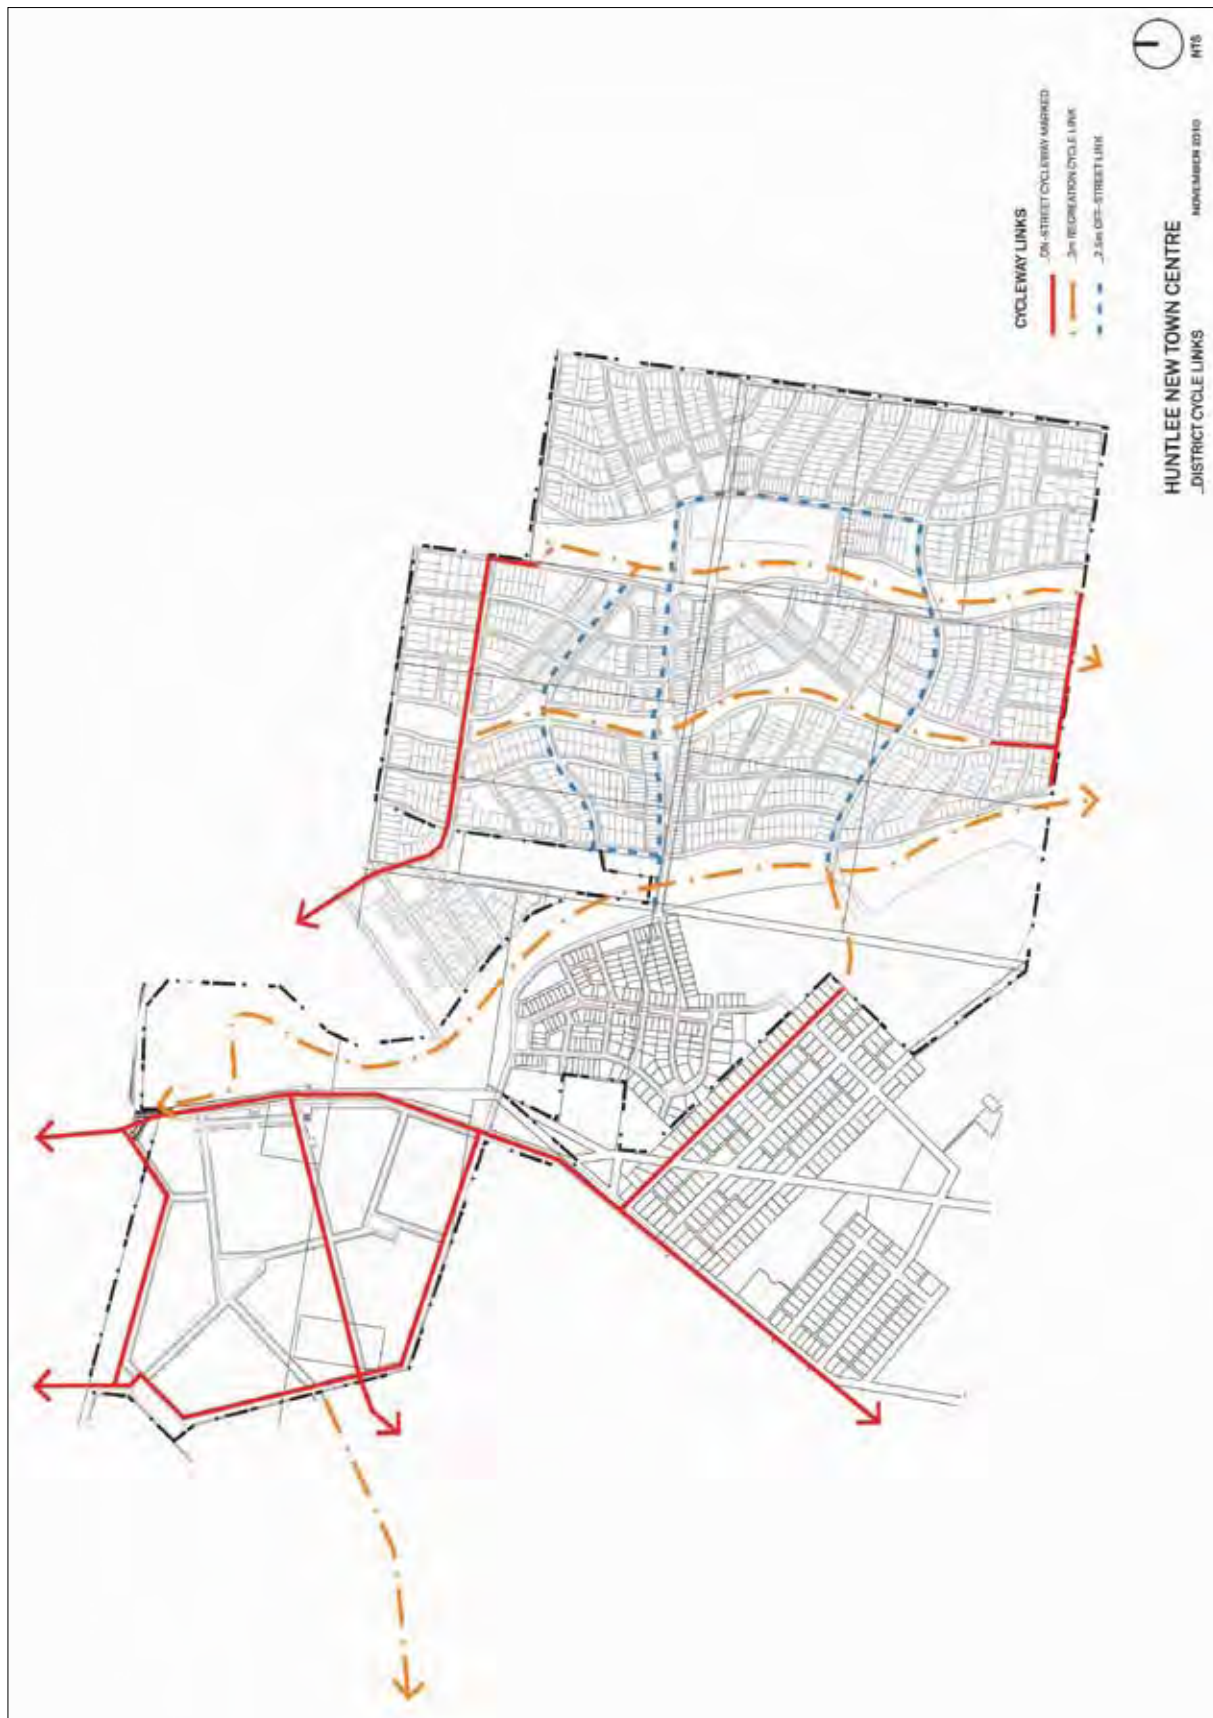 NTS
CYCLEWAY LINKS
_ON-STREET CYCLEWAY MARKED
_3m RECREATION CYCLE LINK
_2.5m OFF-STREET LINK
HUNTLEE NEW TOWN CENTRE
_DISTRICT CYCLE LINKS
NOVEMBER 2010